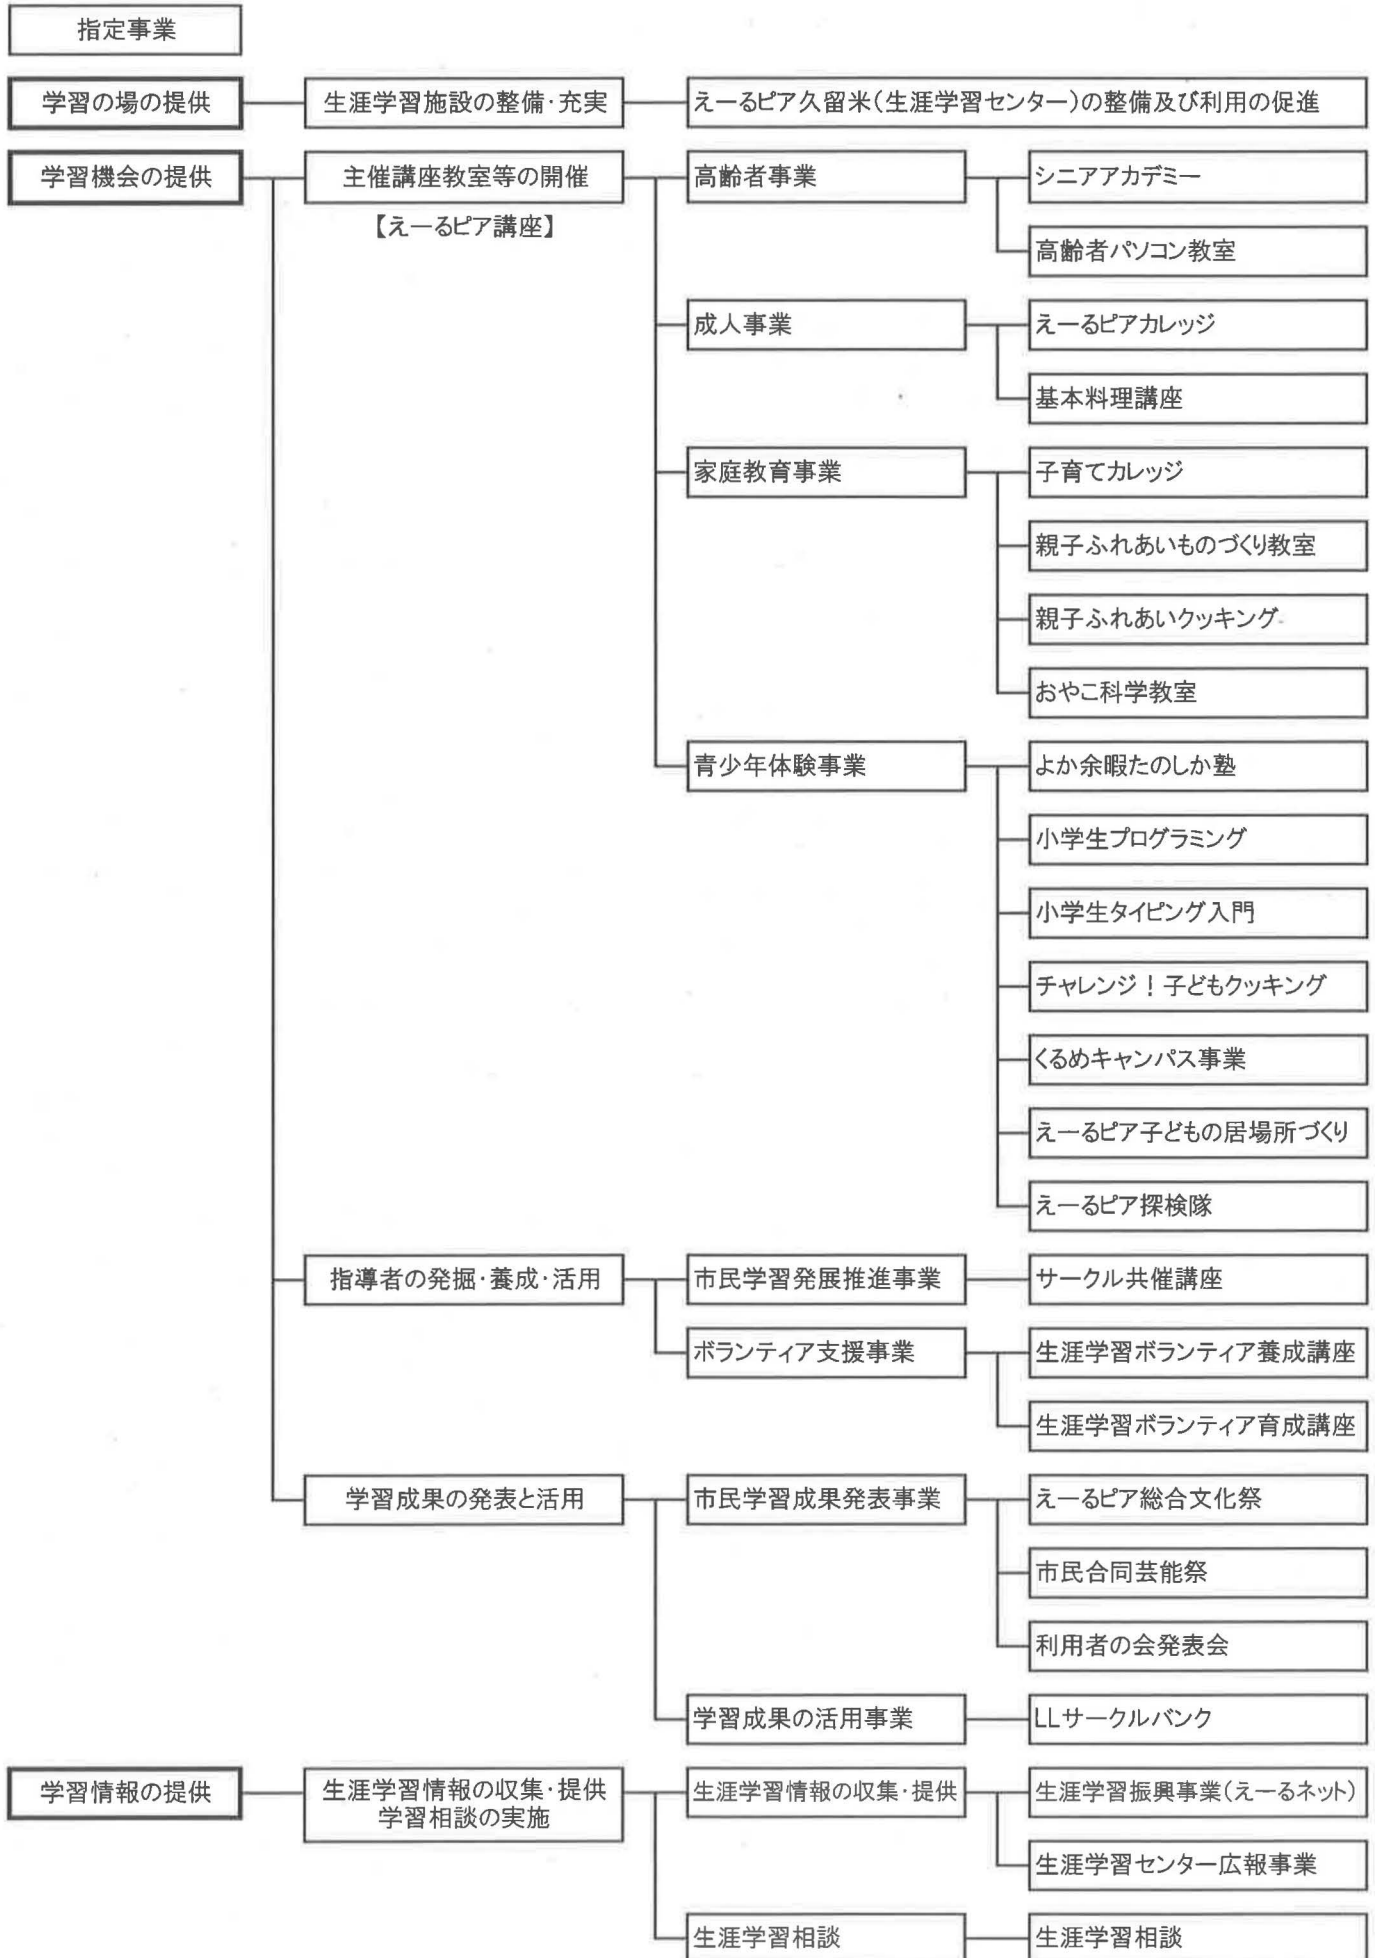 指定事業
学習の場の提供
生涯学習施設の整備・充実
えーるピア久留米(生涯学習センター)の整備及び利用の促進
学習機会の提供
主催講座教室等の開催
【えーるピア講座】
高齢者事業
シニアアカデミー
高齢者パソコン教室
成人事業
えーるピアカレッジ
基本料理講座
家庭教育事業
子育てカレッジ
親子ふれあいものづくり教室
親子ふれあいクッキング
おやこ科学教室
青少年体験事業
よか余暇たのしか塾
小学生プログラミング
小学生タイピング入門
チャレンジ！子どもクッキング
くるめキャンパス事業
えーるピア子どもの居場所づくり
えーるピア探検隊
指導者の発掘・養成・活用
市民学習発展推進事業
サークル共催講座
ボランティア支援事業
生涯学習ボランティア養成講座
生涯学習ボランティア育成講座
学習成果の発表と活用
市民学習成果発表事業
えーるピア総合文化祭
市民合同芸能祭
利用者の会発表会
学習成果の活用事業
LLサークルバンク
学習情報の提供
生涯学習情報の収集・提供
学習相談の実施
生涯学習情報の収集・提供
生涯学習振興事業(えーるネット)
生涯学習センター広報事業
生涯学習相談
生涯学習相談